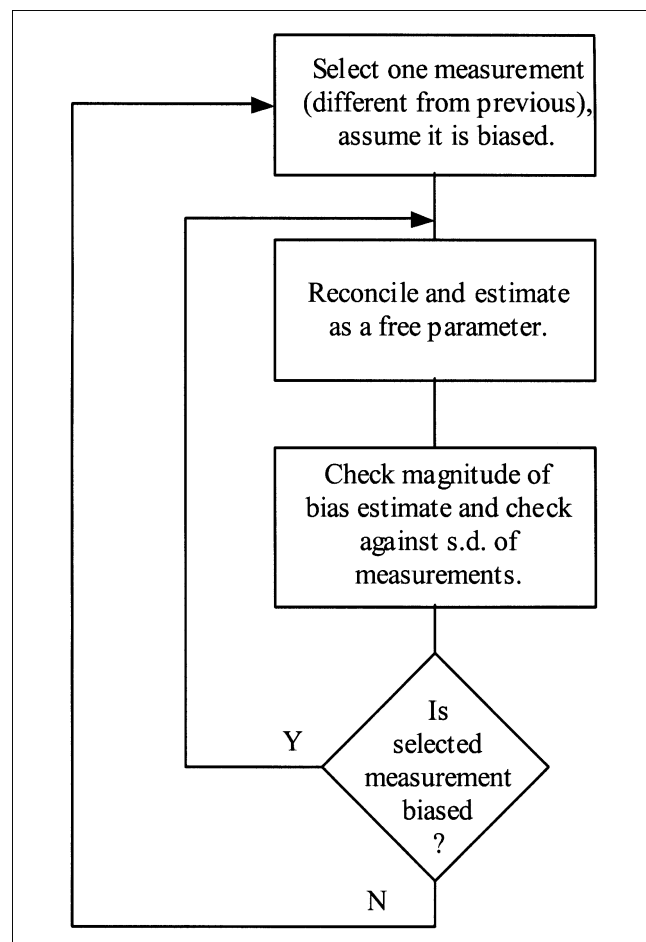 Select one measurement
(different from previous),
assume it is biased.
Reconcile and estimate
as a free parameter.
Check magnitude of
bias estimate and check
against s.d. of
measurements.
Is
selected
measurement
biased
?
Y
N